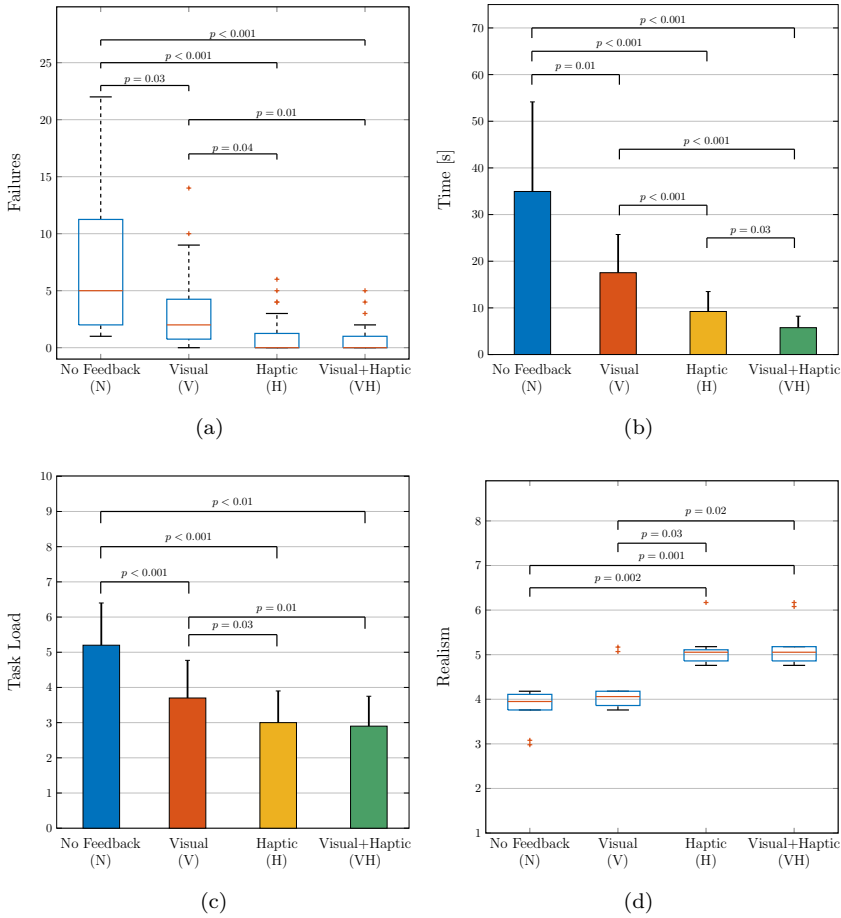 p < 0.001
p < 0.001
p = 0.03
p = 0.01
p = 0.04
25
20
15
10
5
0
Failures
No Feedback Visual Haptic Visual+Haptic
(N) (V) (H) (VH)
(a)
p < 0.001
p < 0.001
p = 0.01
p < 0.001
p < 0.001
p = 0.03
70
60
50
40
30
20
10
0
Time [s]
No Feedback Visual Haptic Visual+Haptic
(N) (V) (H) (VH)
(b)
p < 0.01
p < 0.001
p < 0.001
p = 0.01
p = 0.03
10
9
8
7
6
5
4
3
2
1
0
Task Load
No Feedback Visual Haptic Visual+Haptic
(N) (V) (H) (VH)
(c)
p = 0.02
p = 0.03
p = 0.001
p = 0.002
8
7
6
5
4
3
2
1
Realism
No Feedback Visual Haptic Visual+Haptic
(N) (V) (H) (VH)
(d)